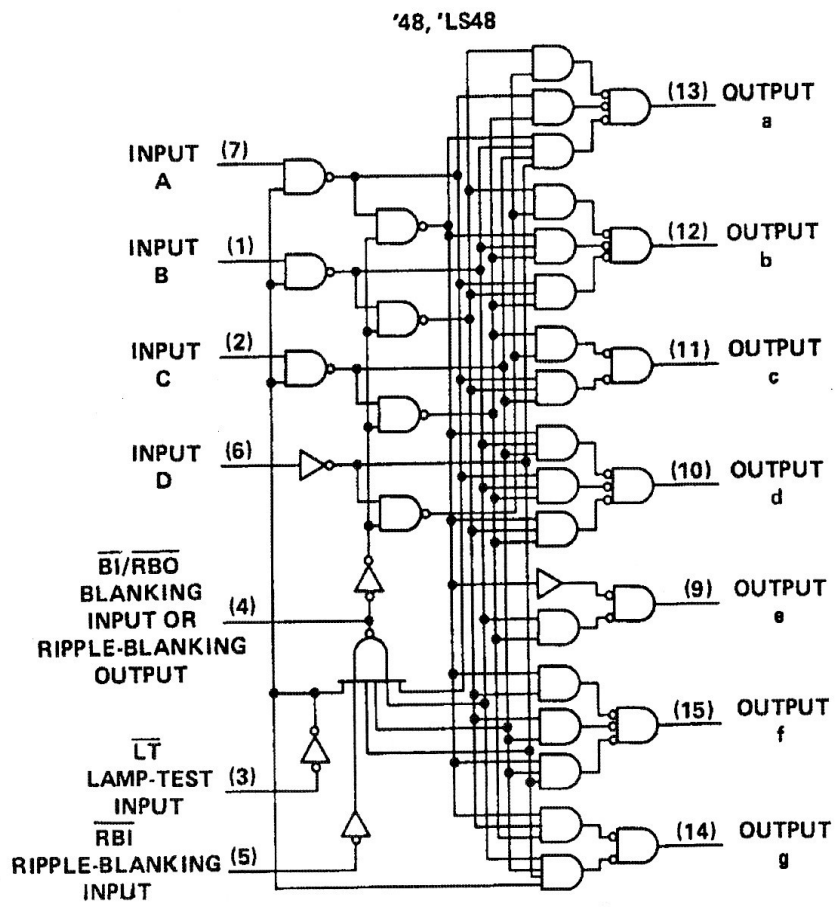 '48, 'LS48
(13) OUTPUT
a
INPUT (7)
A
(12) OUTPUT
b
INPUT (1)
B
(11) OUTPUT
c
INPUT (2)
C
INPUT (6)
D
(10) OUTPUT
d
BI/RBO
BLANKING
INPUT OR (4)
RIPPLE-BLANKING
OUTPUT
(9) OUTPUT
e
(15) OUTPUT
f
LT
LAMP-TEST (3)
INPUT
(14) OUTPUT
g
RBI
RIPPLE-BLANKING (5)
INPUT